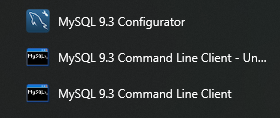 MySQL 9.3 Configurator
MySQL 9.3 Command Line Client - Un...
MySQL 9.3 Command Line Client